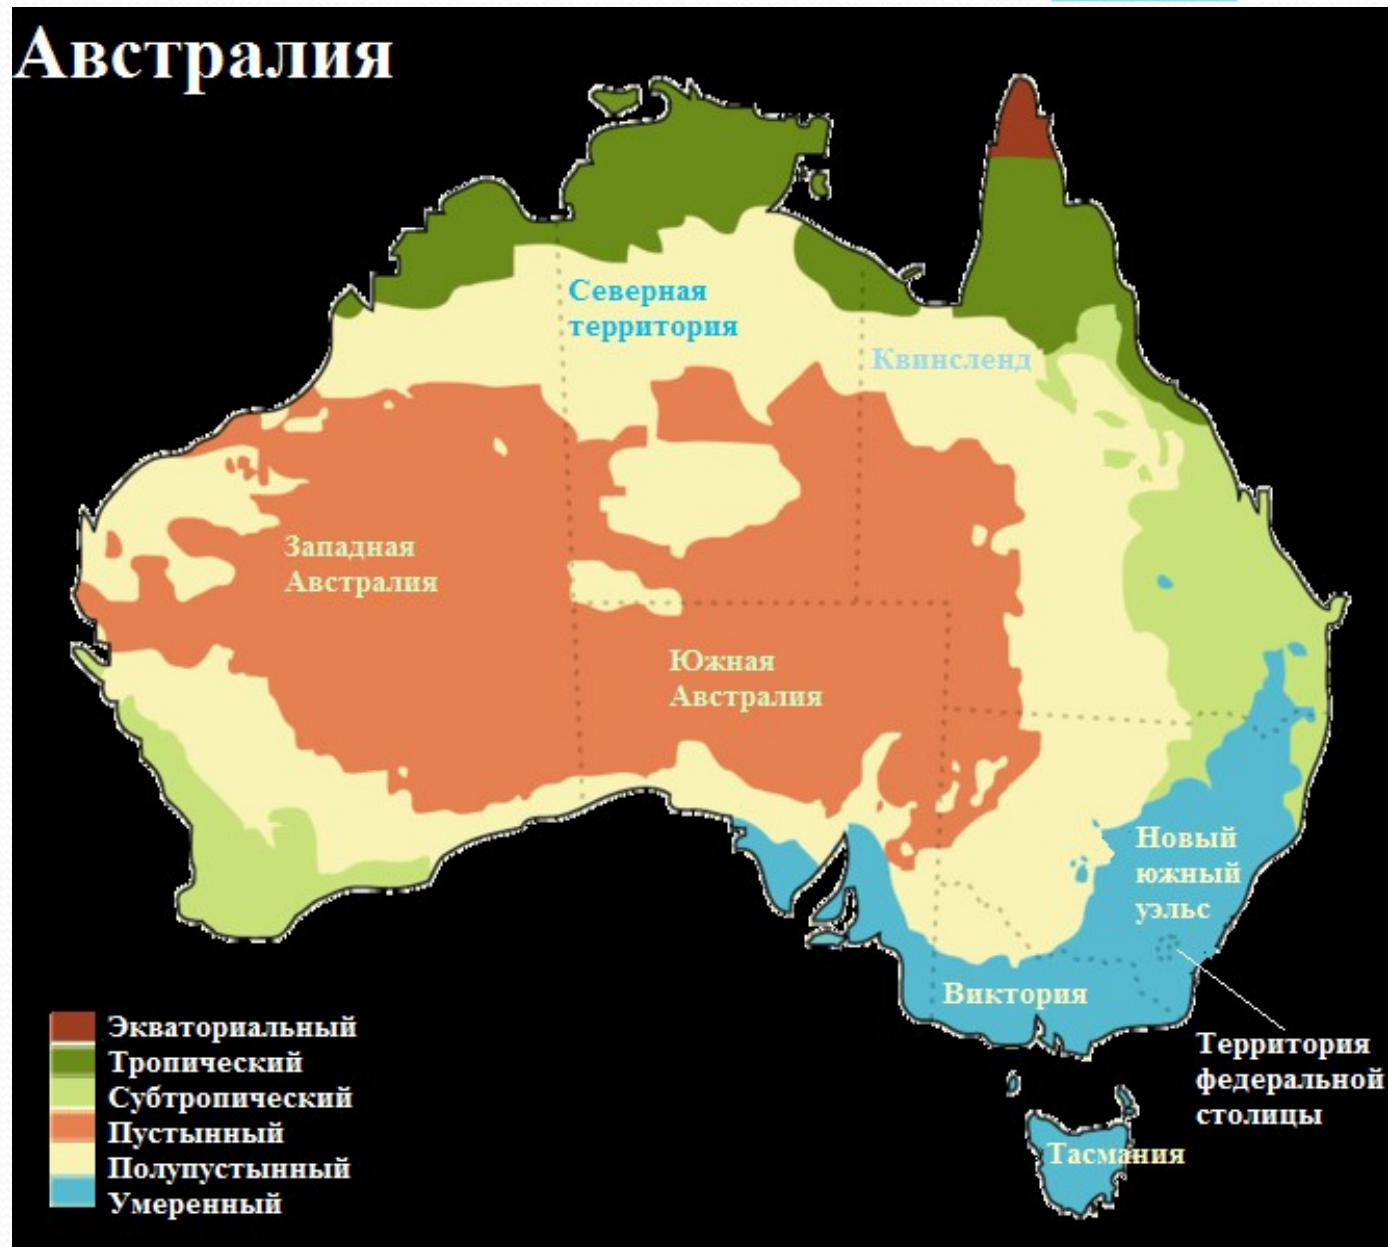 Австралия
Северная
территория
Квинсленд
Западная
Австралия
Южная
Австралия
Новый
южный
уэльс
Виктория
Территория
федеральной
столицы
Тасмания
Экваториальный
Тропический
Субтропический
Пустынный
Полупустынный
Умеренный